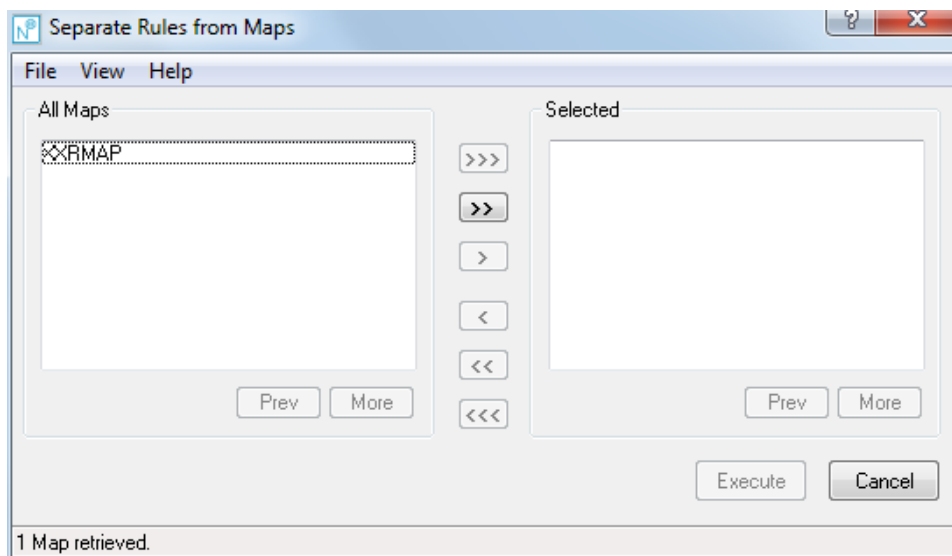 Separate Rules from Maps
?
X
File View Help
All Maps
Selected
XXRMAP
>>>
>>
>
<
<<
<<<
Prev More
Prev More
Execute Cancel
1 Map retrieved.